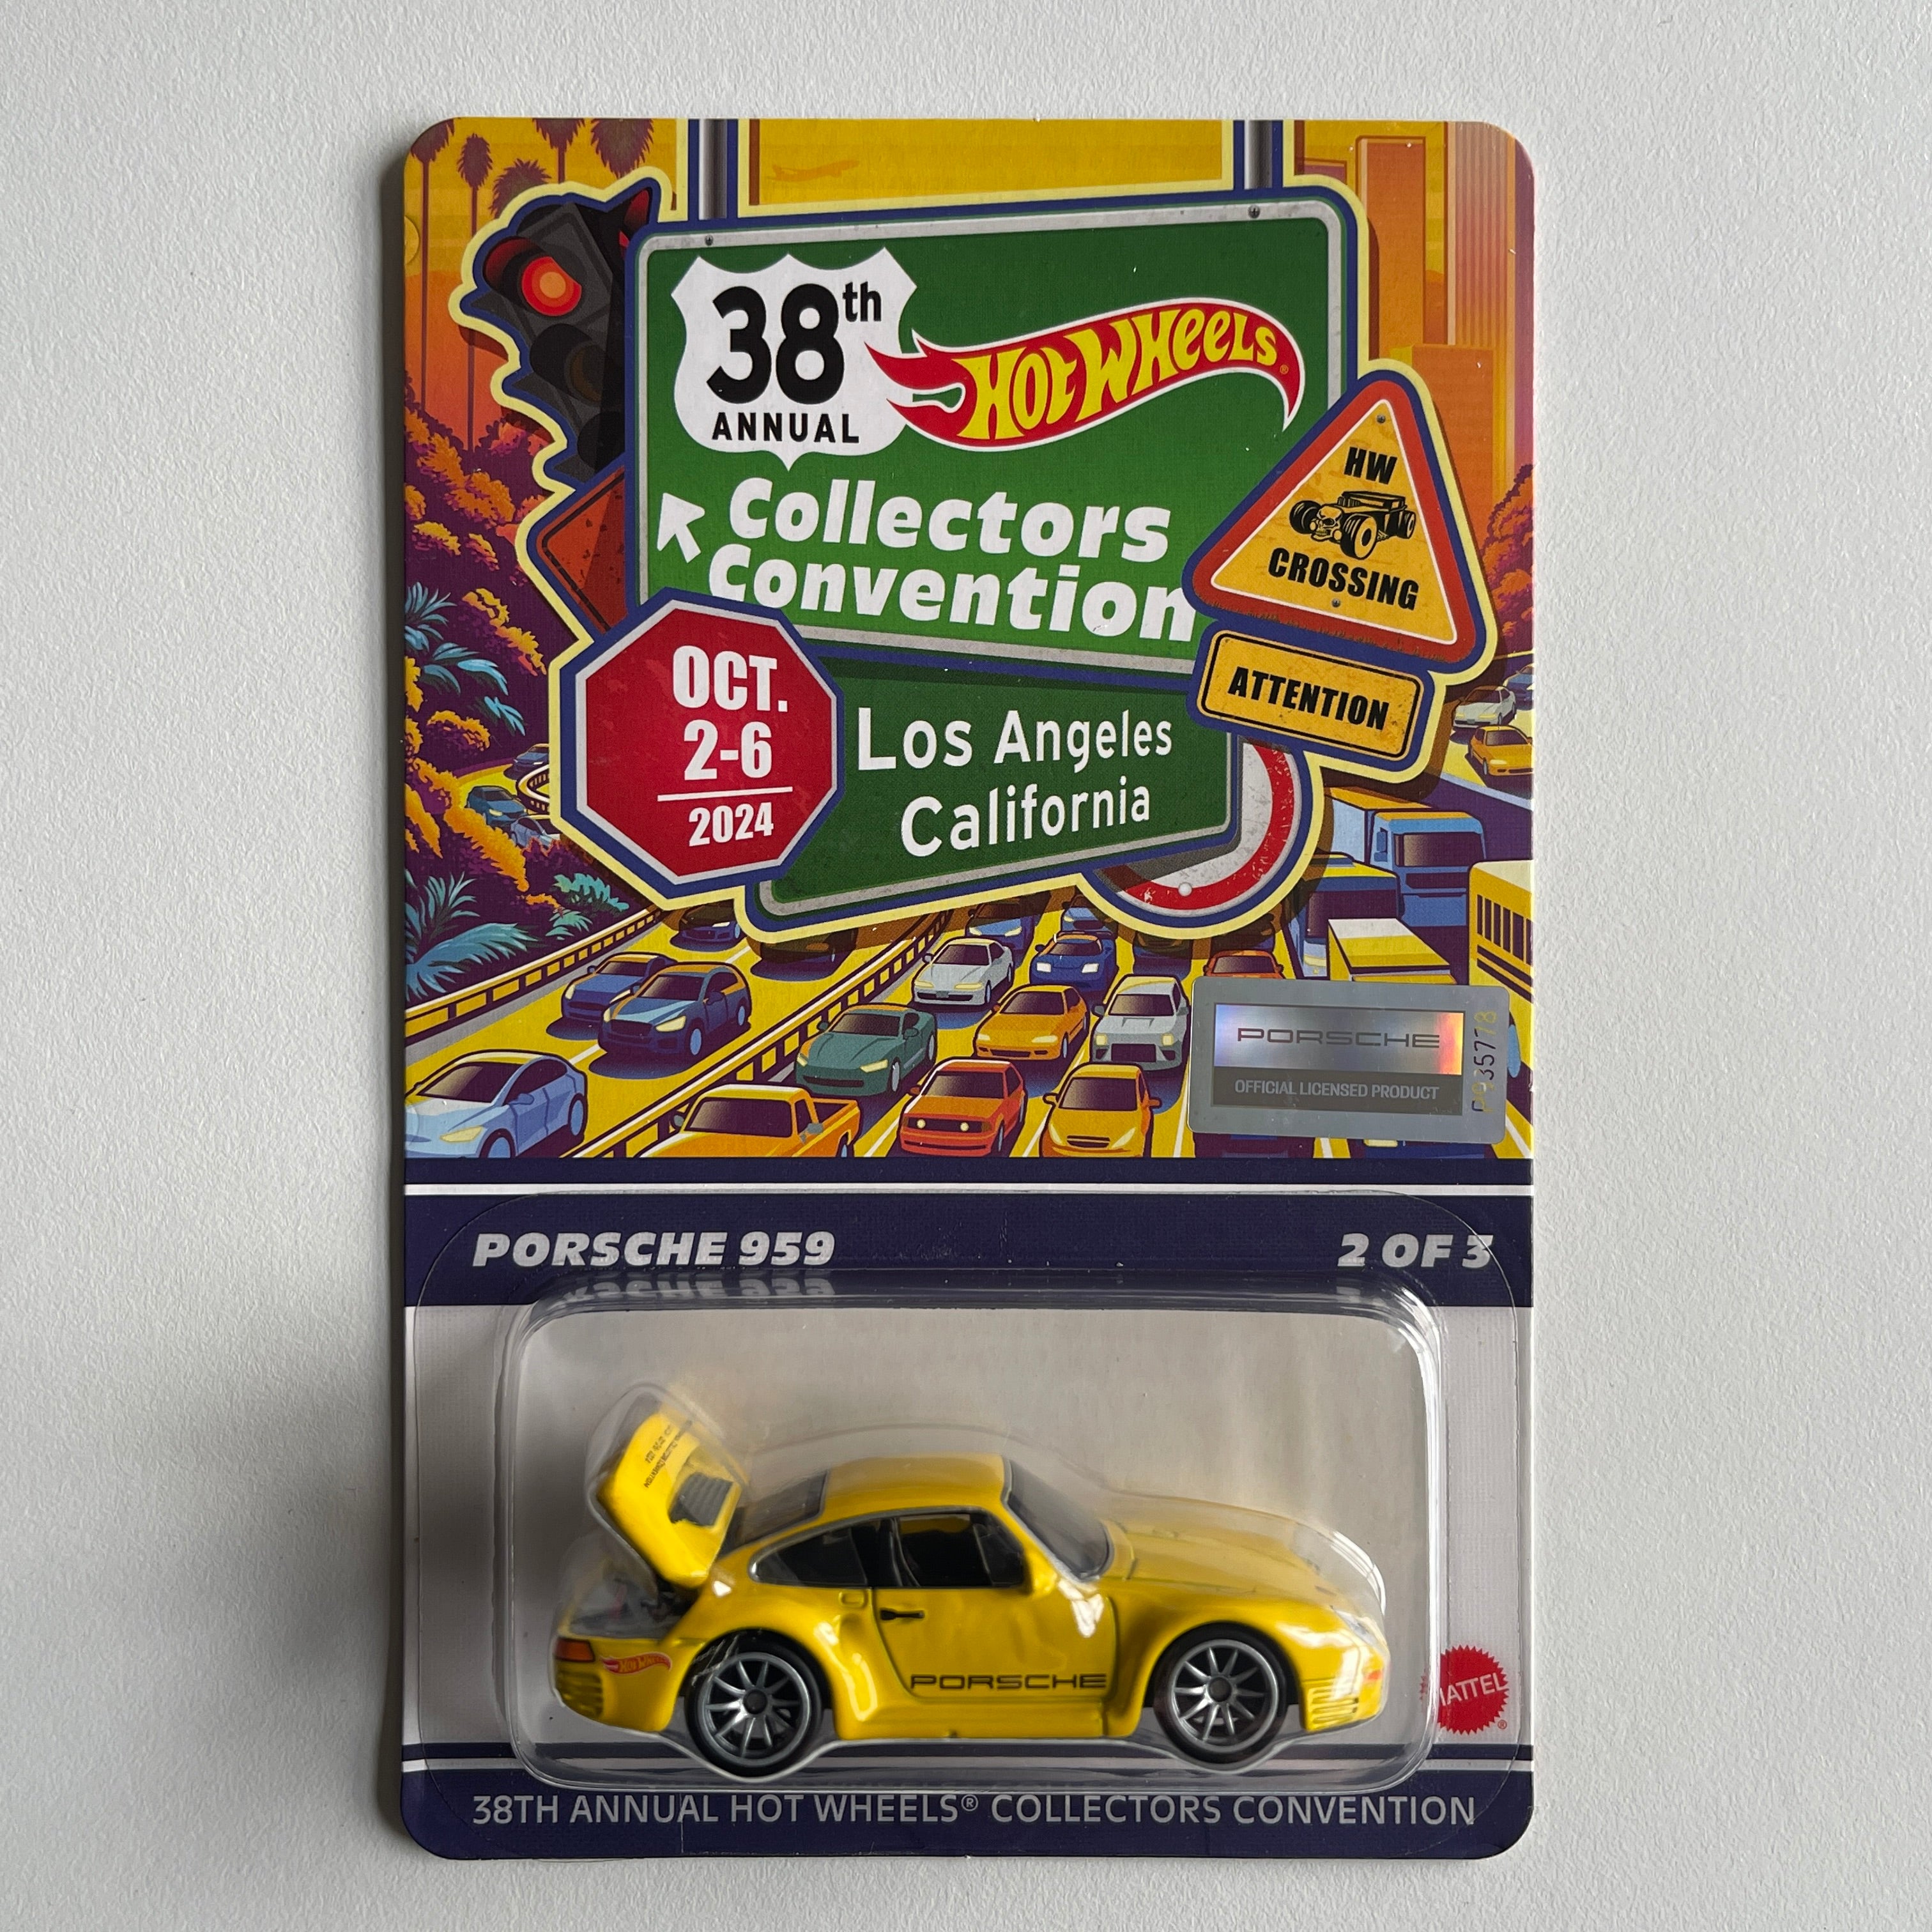 38th
ANNUAL
HOT WHEELS®
Collectors
Convention
HW
CROSSING
ATTENTION
OCT.
2-6
2024
Los Angeles
California
PORSCHE
OFFICIAL LICENSED PRODUCT
PORSCHE 959
2 OF 3
HOT WHEELS
PORSCHE
MATTEL
®
38TH ANNUAL HOT WHEELS® COLLECTORS CONVENTION